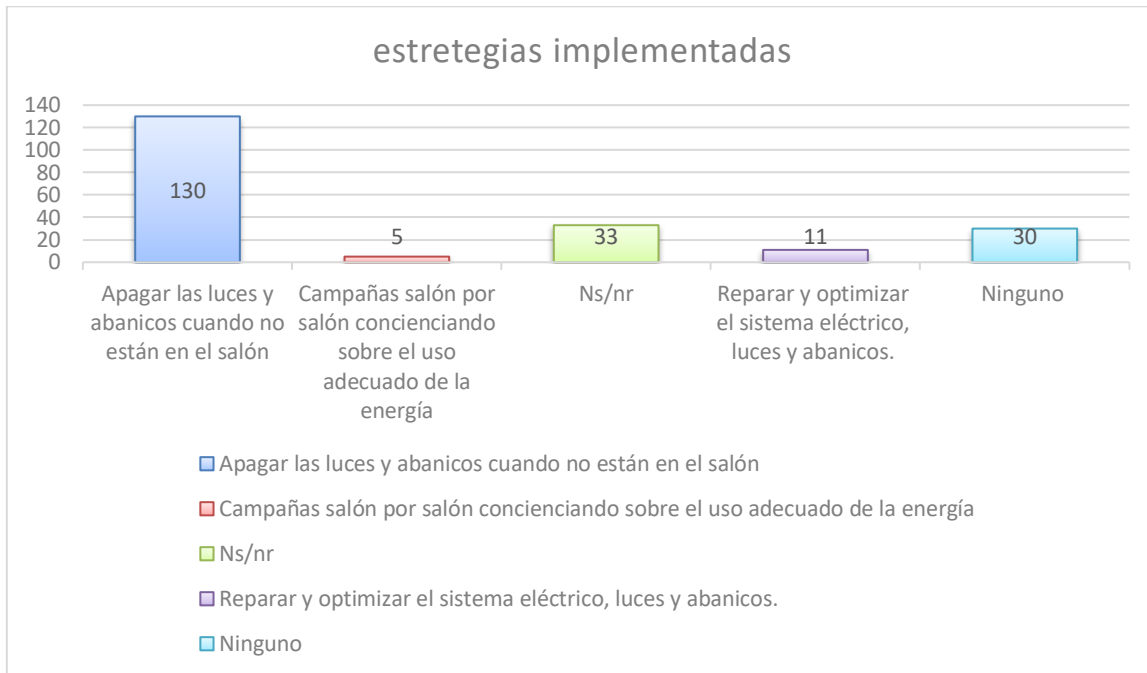 estretegias implementadas
140
120
100
80
60
40
20
0
130
5
33
11
30
Apagar las luces y
abanicos cuando no
están en el salón
Campañas salón por
salón concienciando
sobre el uso
adecuado de la
energía
Ns/nr
Reparar y optimizar
el sistema eléctrico,
luces y abanicos.
Ninguno
Apagar las luces y abanicos cuando no están en el salón
Campañas salón por salón concienciando sobre el uso adecuado de la energía
Ns/nr
Reparar y optimizar el sistema eléctrico, luces y abanicos.
Ninguno